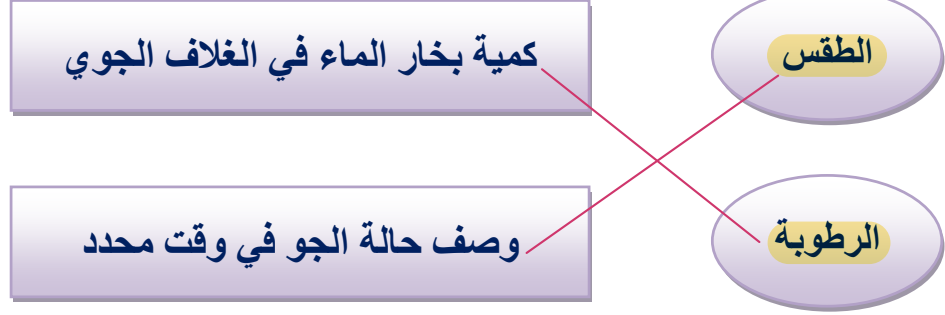 الطقس
كمية بخار الماء في الغلاف الجوي
الرطوبة
وصف حالة الجو في وقت محدد